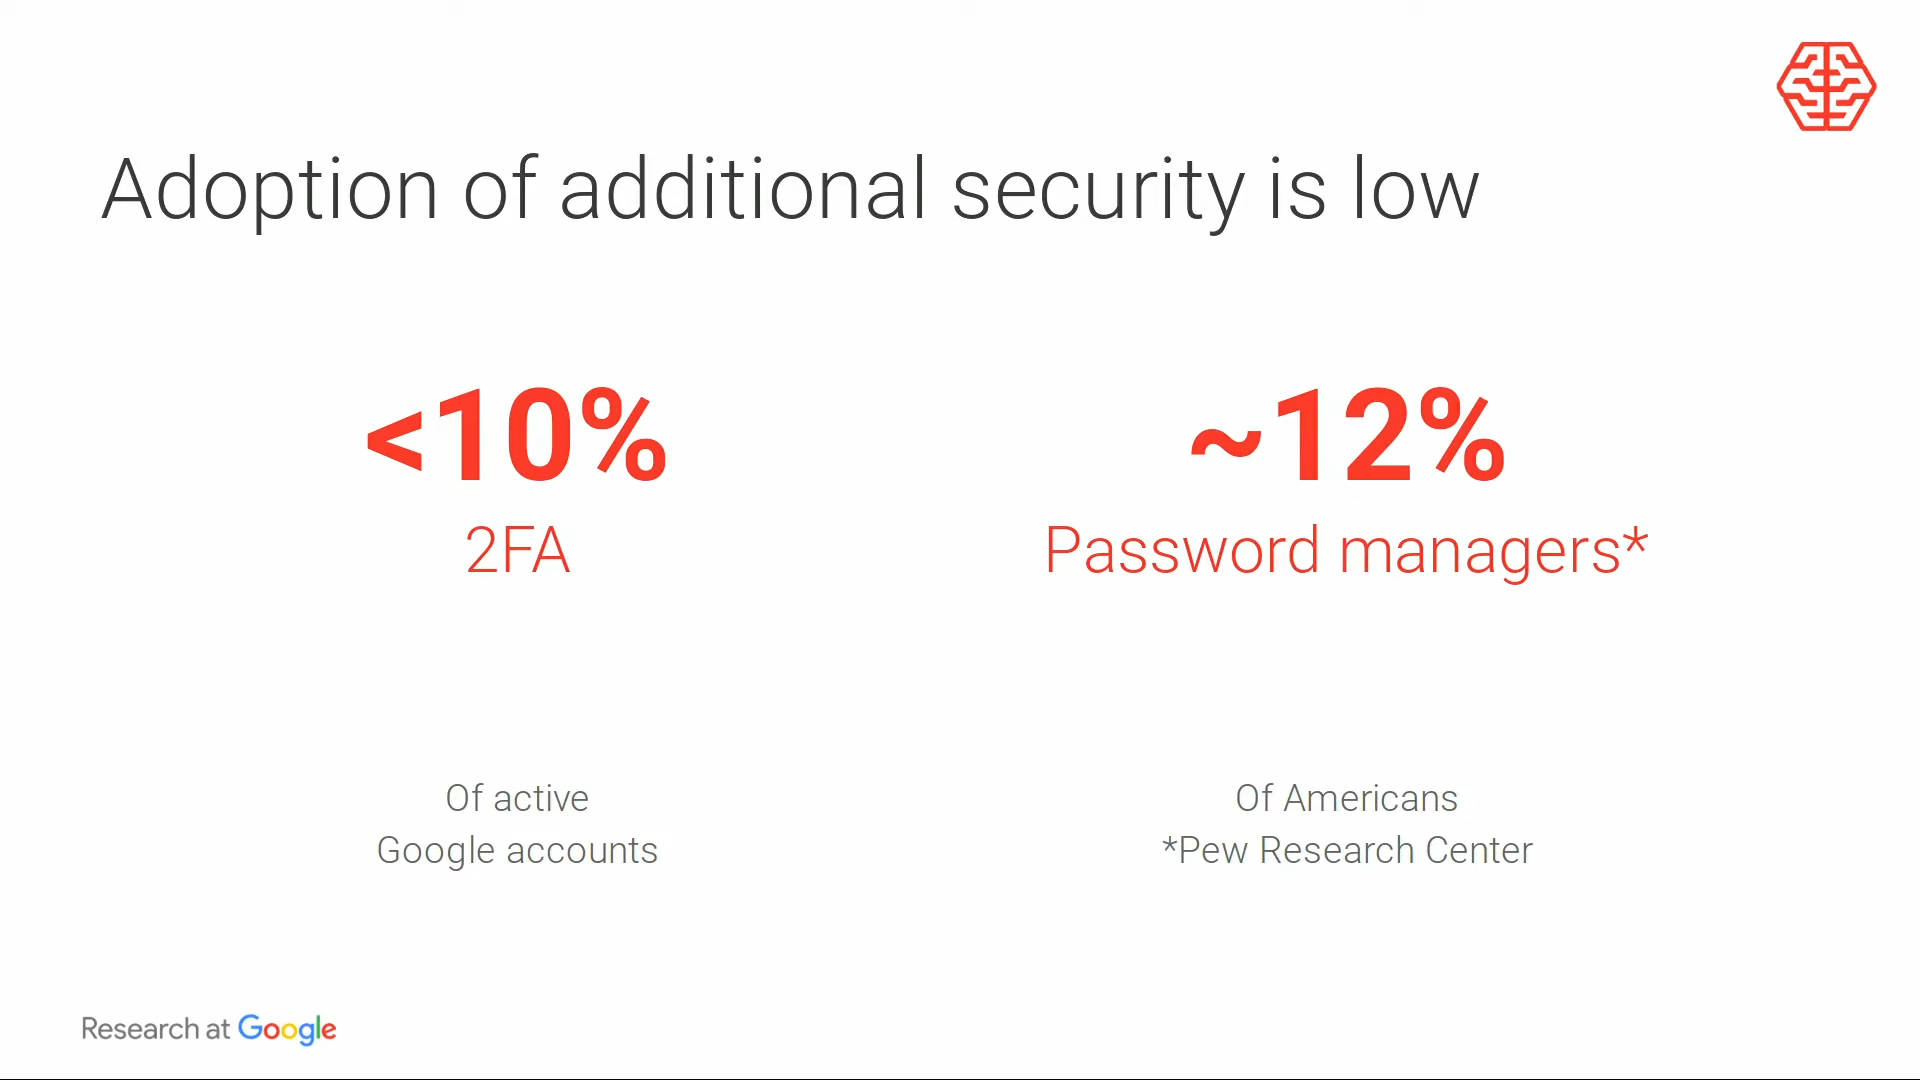 Adoption of additional security is low
<10%
2FA
Of active
Google accounts
~12%
Password managers*
Of Americans
*Pew Research Center
Research at Google